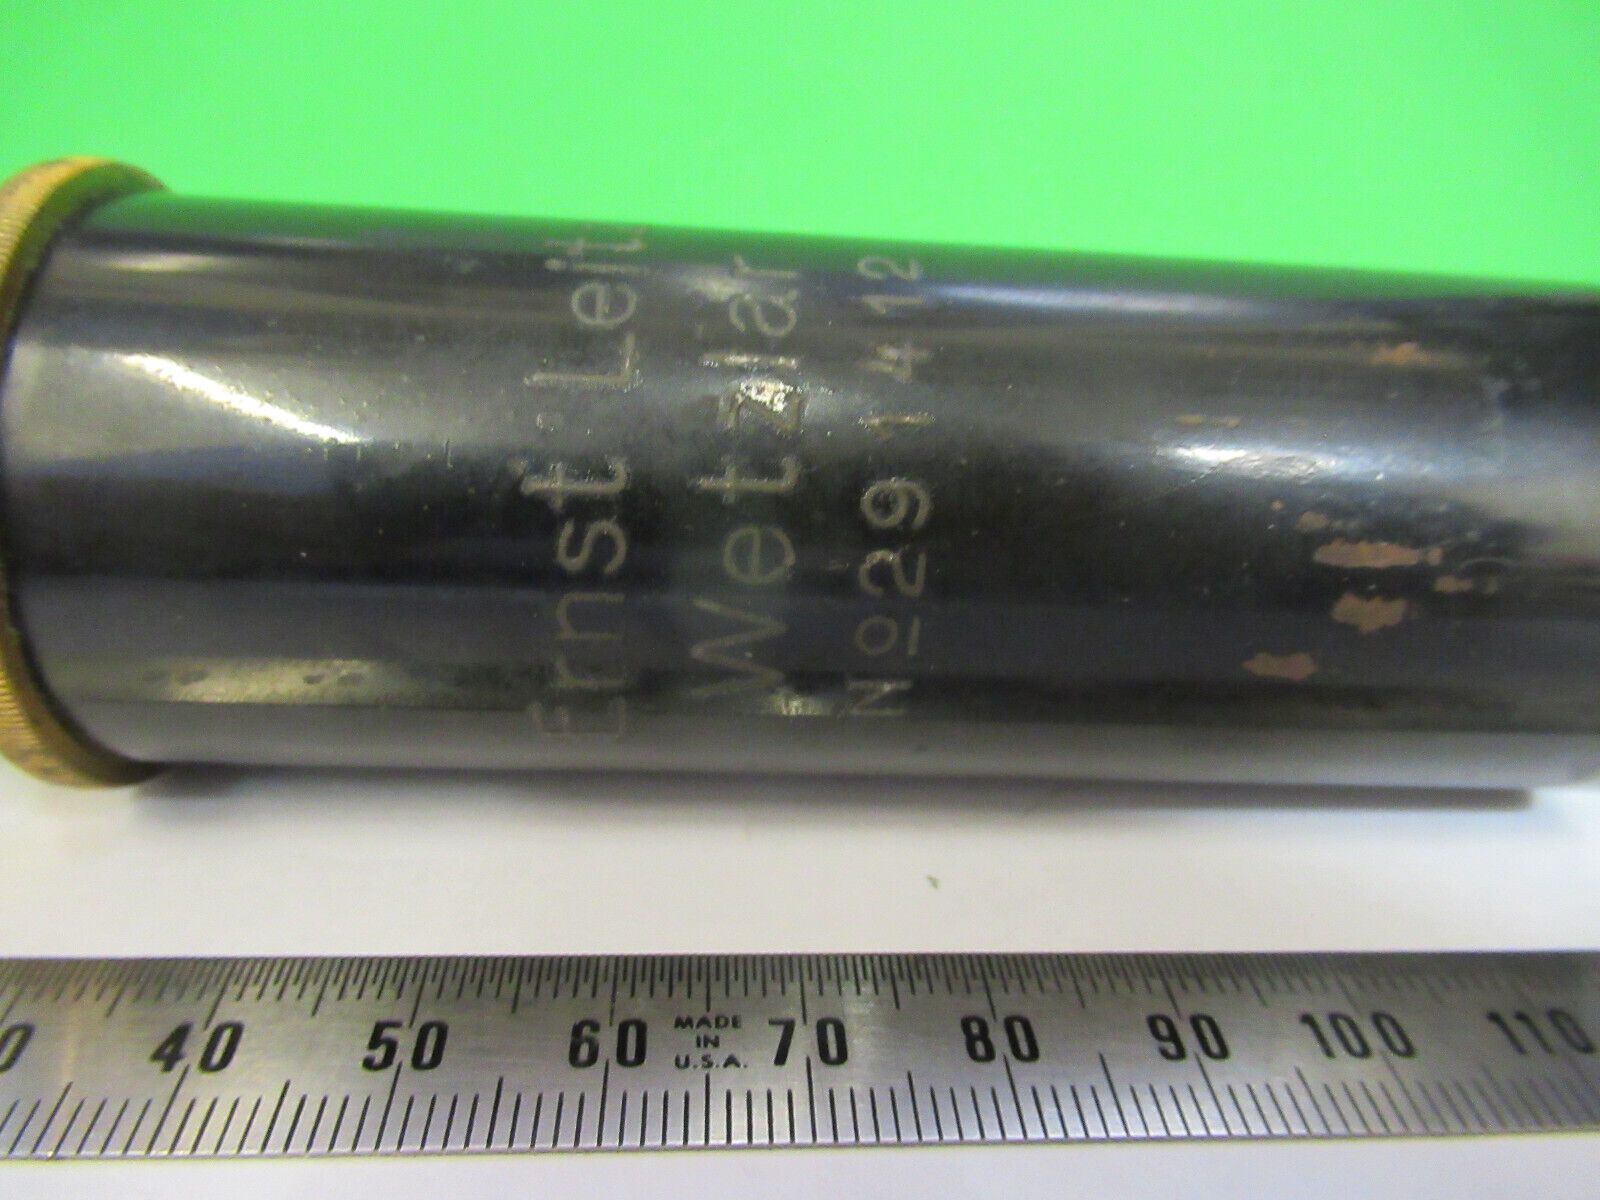 Ernst Leitz
Wetzlar
Nº 291412
40 50 60 MADE IN U.S.A. 70 80 90 100 110